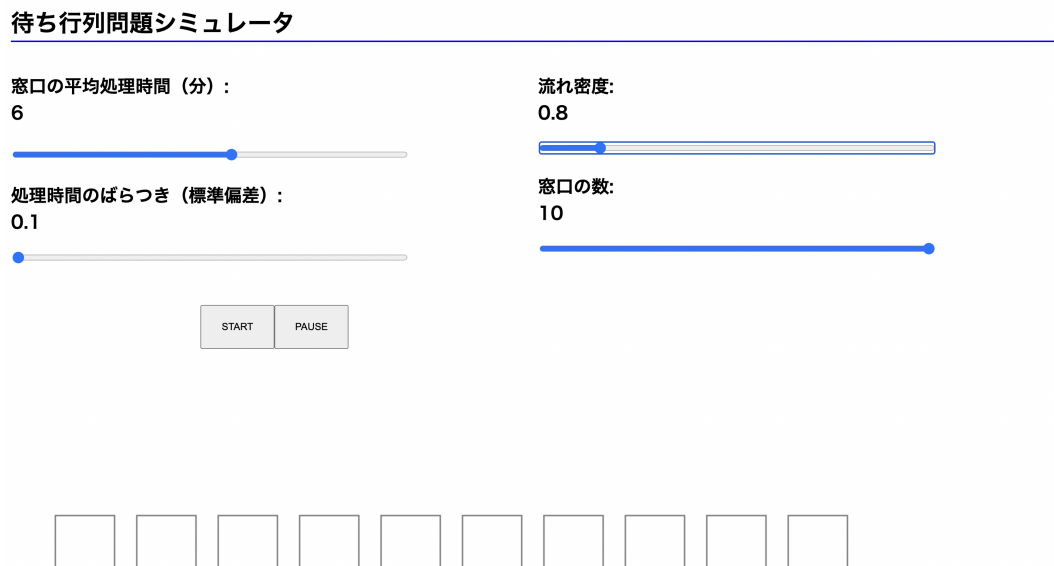 待ち行列問題シミュレータ
窓口の平均処理時間（分）:
6
処理時間のばらつき（標準偏差）:
0.1
流れ密度:
0.8
窓口の数:
10
START
PAUSE